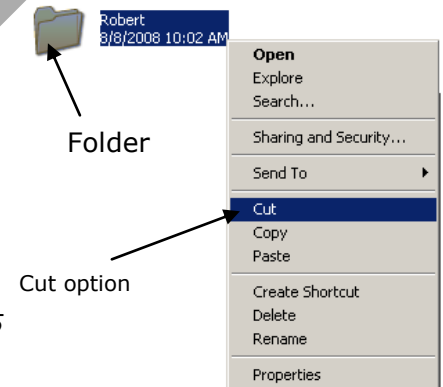 Robert
8/8/2008 10:02 AM
Open
Explore
Search...
Folder
Sharing and Security...
Send To
Cut
Copy
Paste
Cut option
Create Shortcut
Delete
Rename
Properties